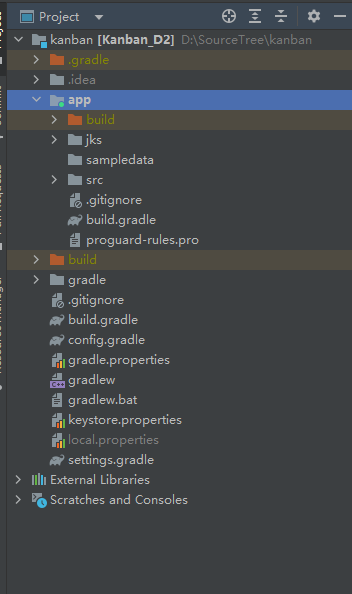 Project
kanban [Kanban_D2] D:\SourceTree\kanban
.gradle
.idea
app
build
jks
sampledata
src
.gitignore
build.gradle
proguard-rules.pro
build
gradle
.gitignore
build.gradle
config.gradle
gradle.properties
gradlew
gradlew.bat
keystore.properties
local.properties
settings.gradle
External Libraries
Scratches and Consoles